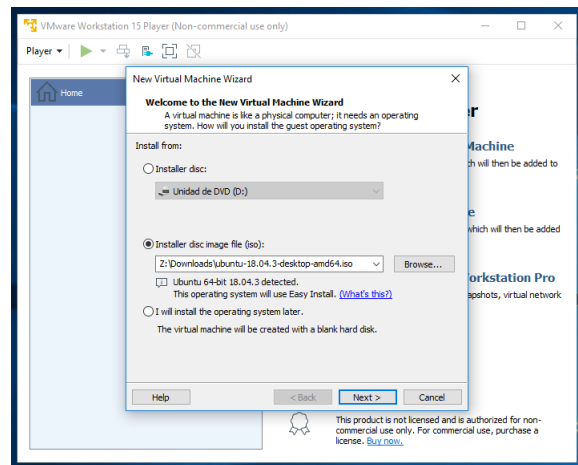 VMware Workstation 15 Player (Non-commercial use only)
Player
Home
New Virtual Machine Wizard
Welcome to the New Virtual Machine Wizard
A virtual machine is like a physical computer; it needs an operating
system. How will you install the guest operating system?
Install from:
Installer disc:
Unidad de DVD (D:)
Installer disc image file (iso):
Z:\Downloads\ubuntu-18.04.3-desktop-amd64.iso
Browse...
Ubuntu 64-bit 18.04.3 detected.
This operating system will use Easy Install. (What's this?)
I will install the operating system later.
The virtual machine will be created with a blank hard disk.
Help
< Back
Next >
Cancel
r
Machine
ch will then be added to
e
which will then be added
orkstation Pro
apshots, virtual network
This product is not licensed and is authorized for non-
commercial use only. For commercial use, purchase a
license. Buy now.